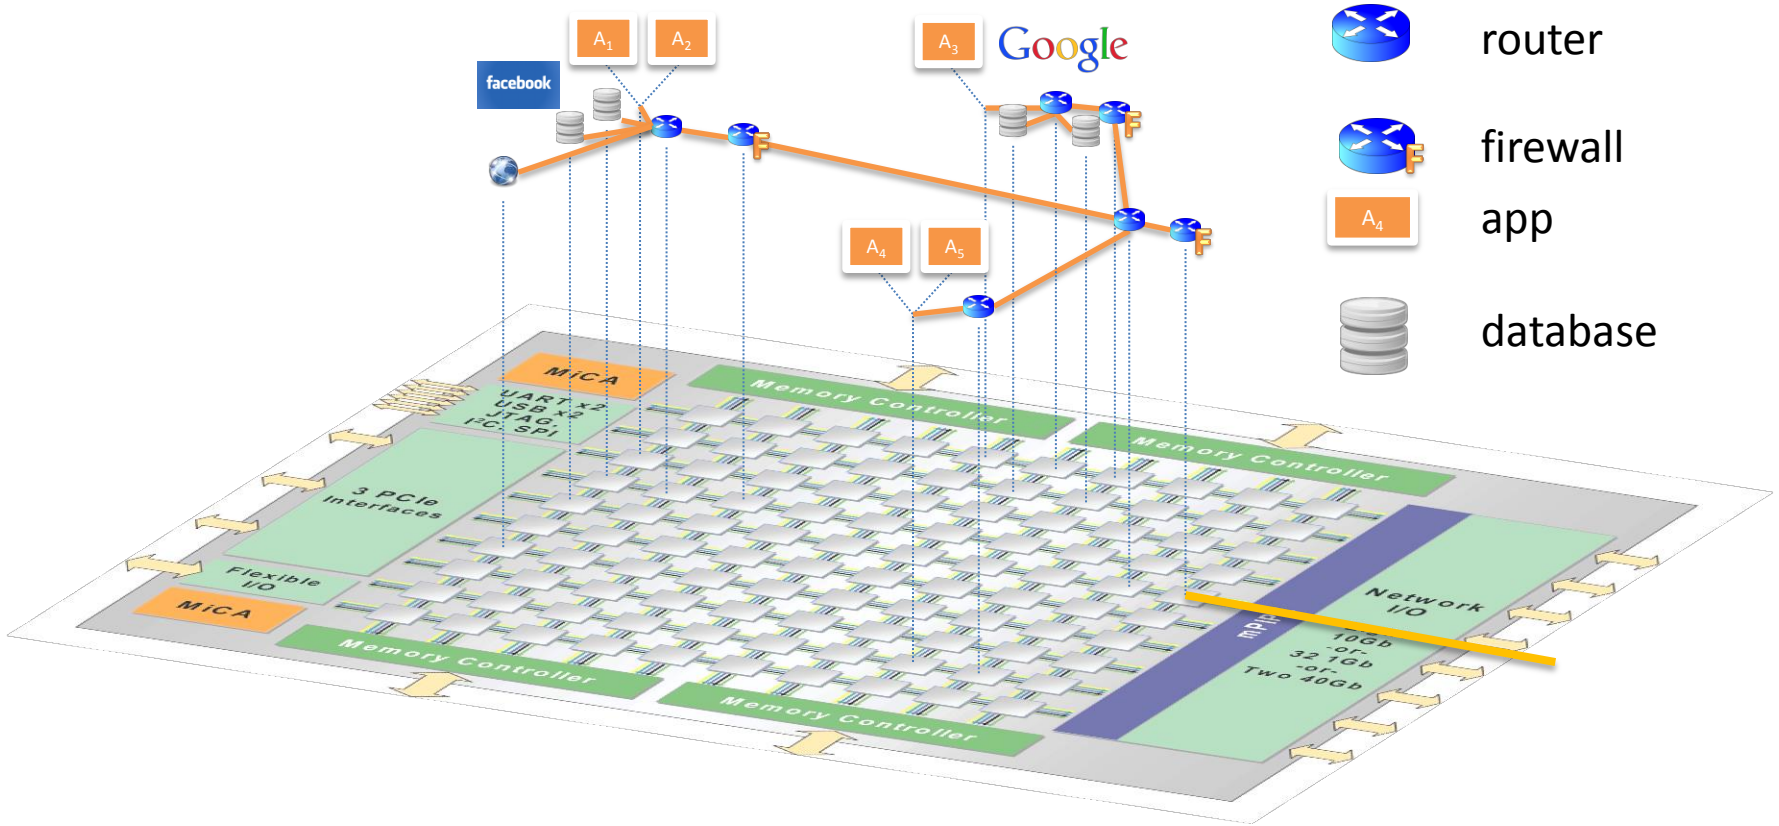 A1
A2
A3
Google
router
facebook
F
F
firewall
F
A4
app
A4
A5
F
database
MiCA
Memory Controller
UART x2
USB x2
JTAG,
I²C, SPI
Memory Controller
3 PCIe
Interfaces
Flexible
I/O
MiCA
Network
I/O
10Gb
-or-
32 1Gb
-or-
Two 40Gb
Memory Controller
Memory Controller